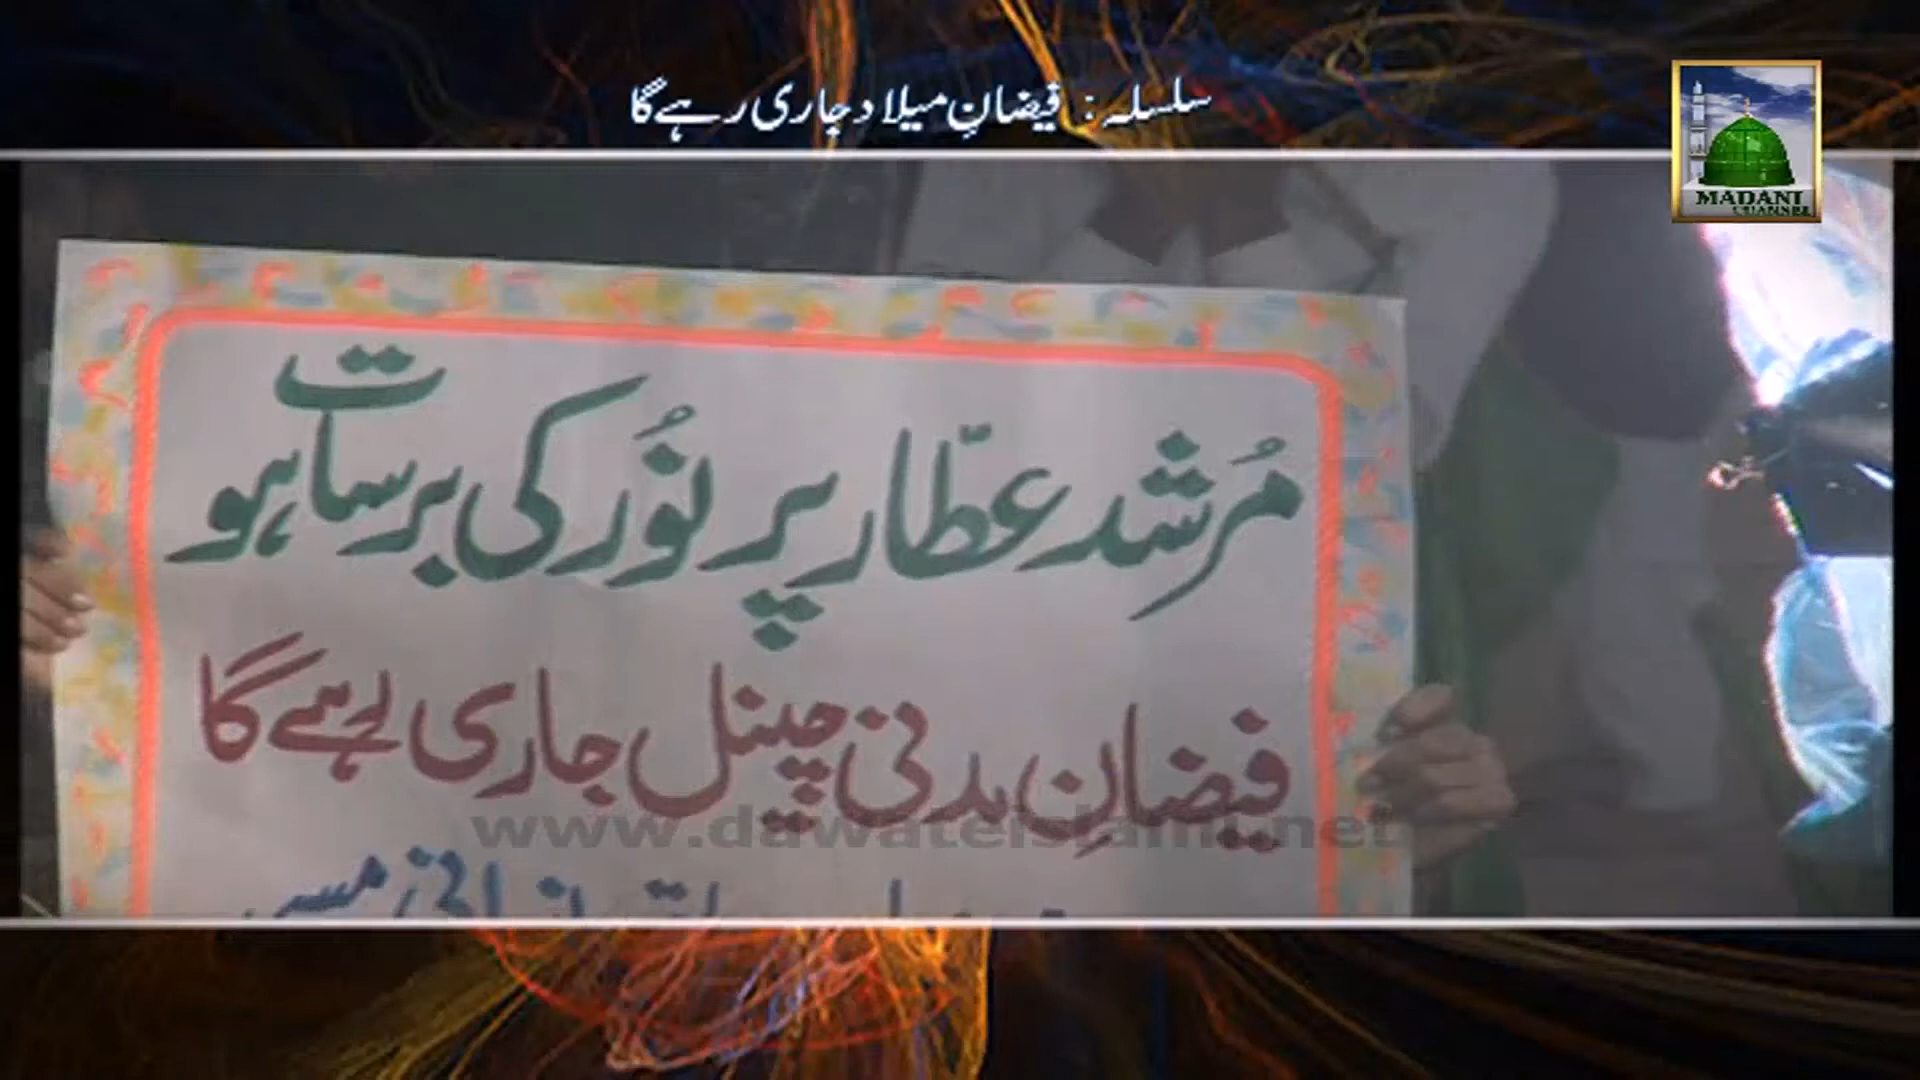 سلسلہ: فیضانِ میلاد جاری رہے گا
MADANI
CHANNEL
مُرشد عطّار پر نُور کی برسات ہو
فیضانِ مدنی چینل جاری رہے گا
www.dawateislami.net